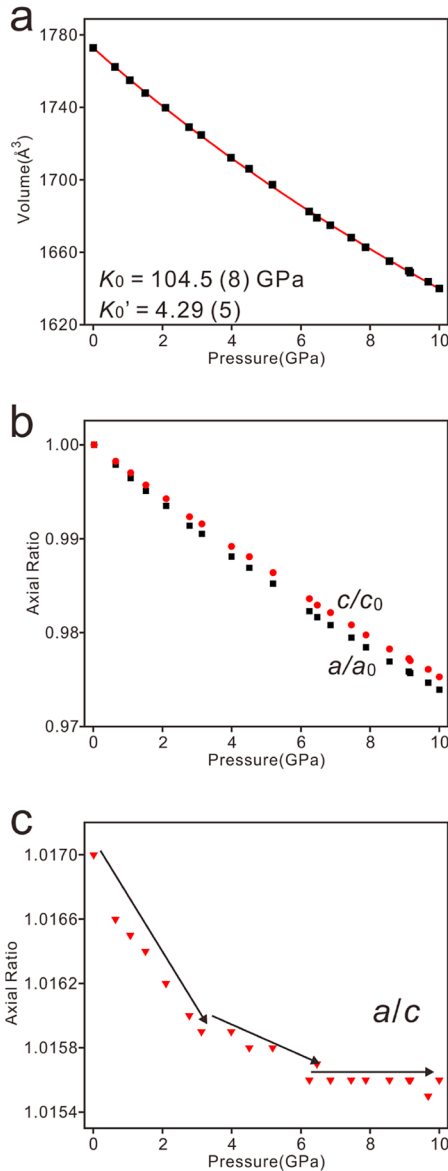 a
1780
1740
1700
1660
1620
Volume(Å³)
K₀ = 104.5 (8) GPa
K₀’ = 4.29 (5)
0 2 4 6 8 10
Pressure(GPa)
b
1.00
0.99
0.98
0.97
Axial Ratio
c/c₀
a/a₀
0 2 4 6 8 10
Pressure(GPa)
c
1.0170
1.0166
1.0162
1.0158
1.0154
Axial Ratio
a/c
0 2 4 6 8 10
Pressure(GPa)